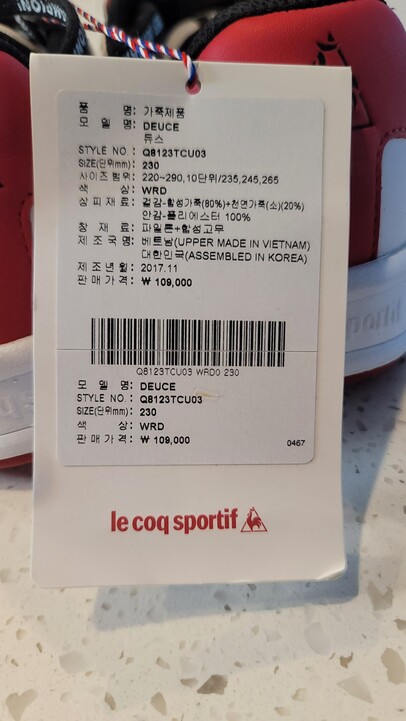 품 명: 가죽제품
모 델 명: DEUCE
듀스
STYLE NO. : Q8123TCU03
SIZE(단위mm) : 230
사이즈 범위: 220~290,10단위/235,245,265
색 상: WRD
상 피 재 료: 겉감-합성가죽(80%)+천연가죽(소)(20%)
안감-폴리에스터 100%
창 재 료: 파일론+합성고무
제 조 국 명: 베트남(UPPER MADE IN VIETNAM)
대한민국(ASSEMBLED IN KOREA)
제 조 년 월: 2017.11
판 매 가 격: ₩ 109,000
Q8123TCU03 WRD0 230
모 델 명: DEUCE
STYLE NO. : Q8123TCU03
SIZE(단위mm) : 230
색 상: WRD
판 매 가 격: ₩ 109,000
0467
le coq sportif